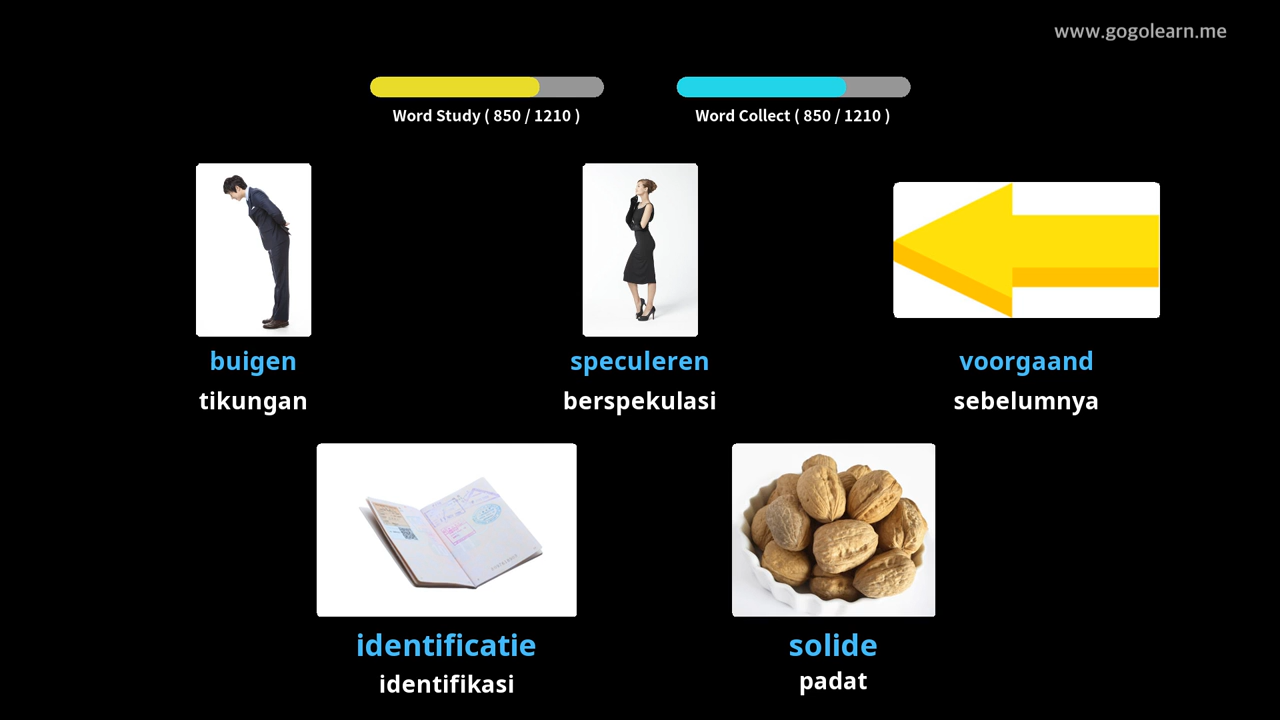 www.gogolearn.me
Word Study ( 850 / 1210 )
Word Collect ( 850 / 1210 )
buigen
tikungan
speculeren
berspekulasi
voorgaand
sebelumnya
identificatie
identifikasi
solide
padat